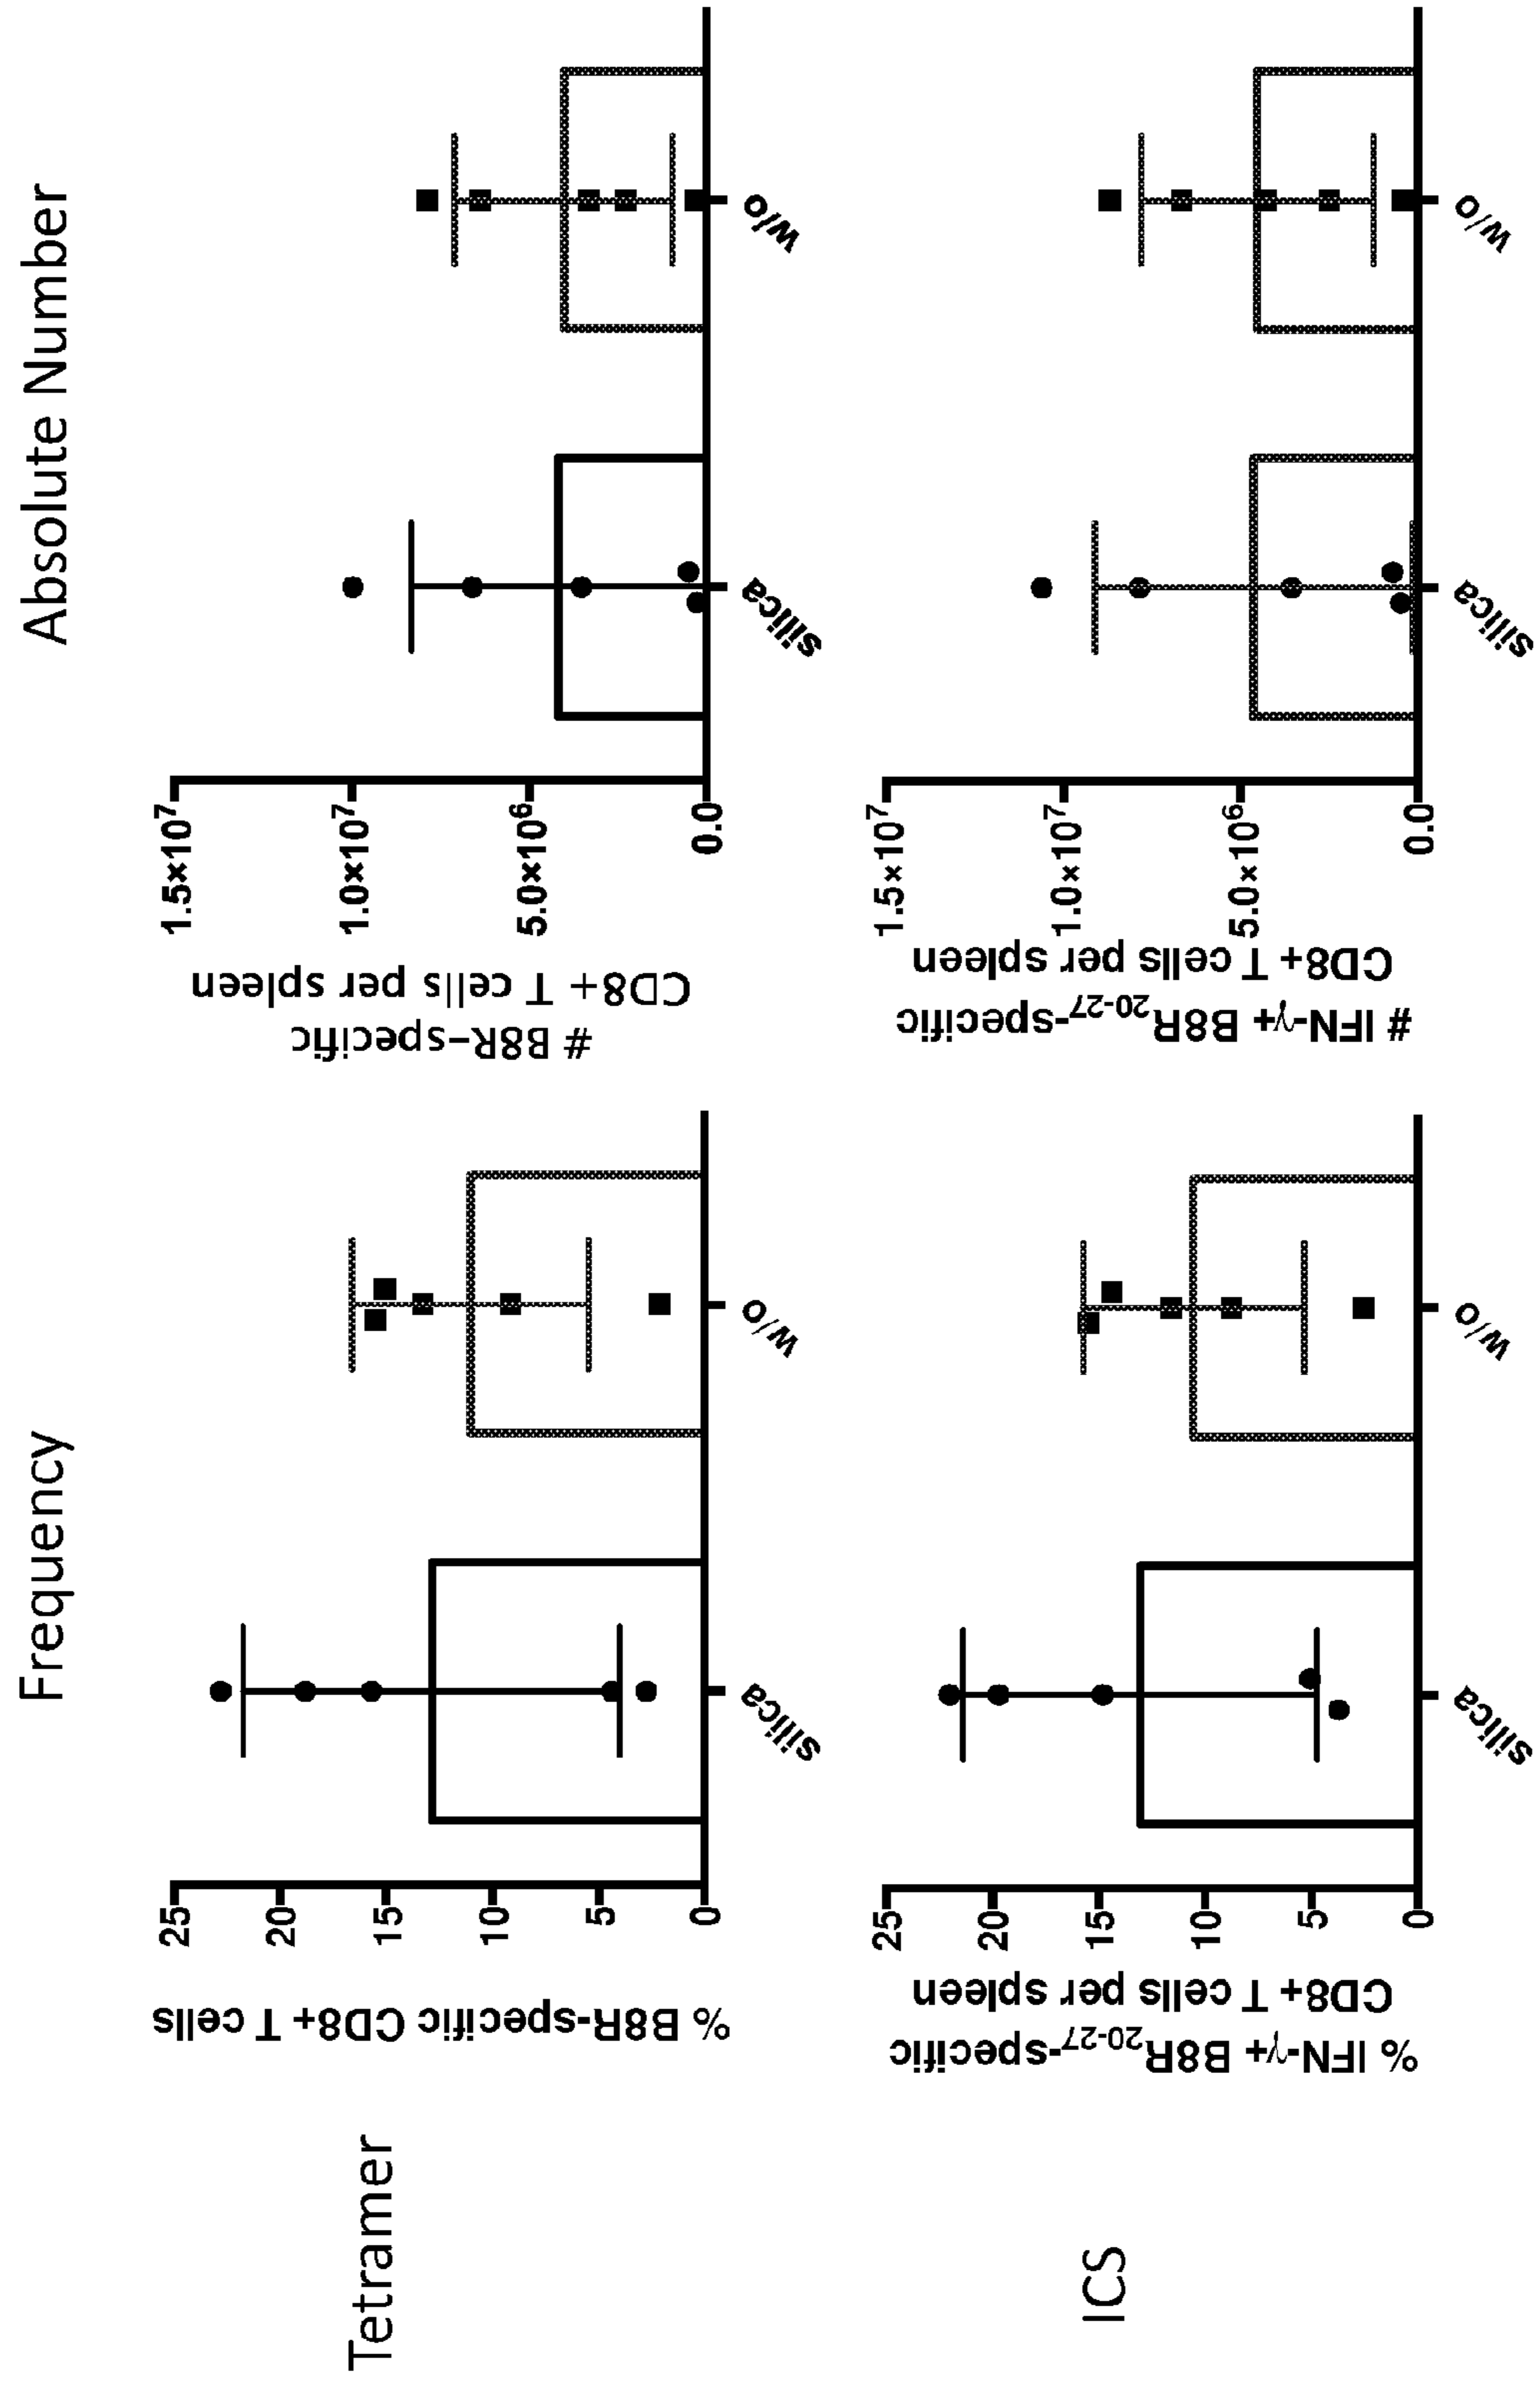 Frequency
Absolute Number
Tetramer
% B8R-specific CD8+ T cells
25
20
15
10
5
0
silica
w/o
# B8R-specific
CD8+ T cells per spleen
1.5×10⁷
1.0×10⁷
5.0×10⁶
0.0
silica
w/o
ICS
% IFN-γ+ B8R₂₀₋₂₇-specific
CD8+ T cells per spleen
25
20
15
10
5
0
silica
w/o
# IFN-γ+ B8R₂₀₋₂₇-specific
CD8+ T cells per spleen
1.5×10⁷
1.0×10⁷
5.0×10⁶
0.0
silica
w/o